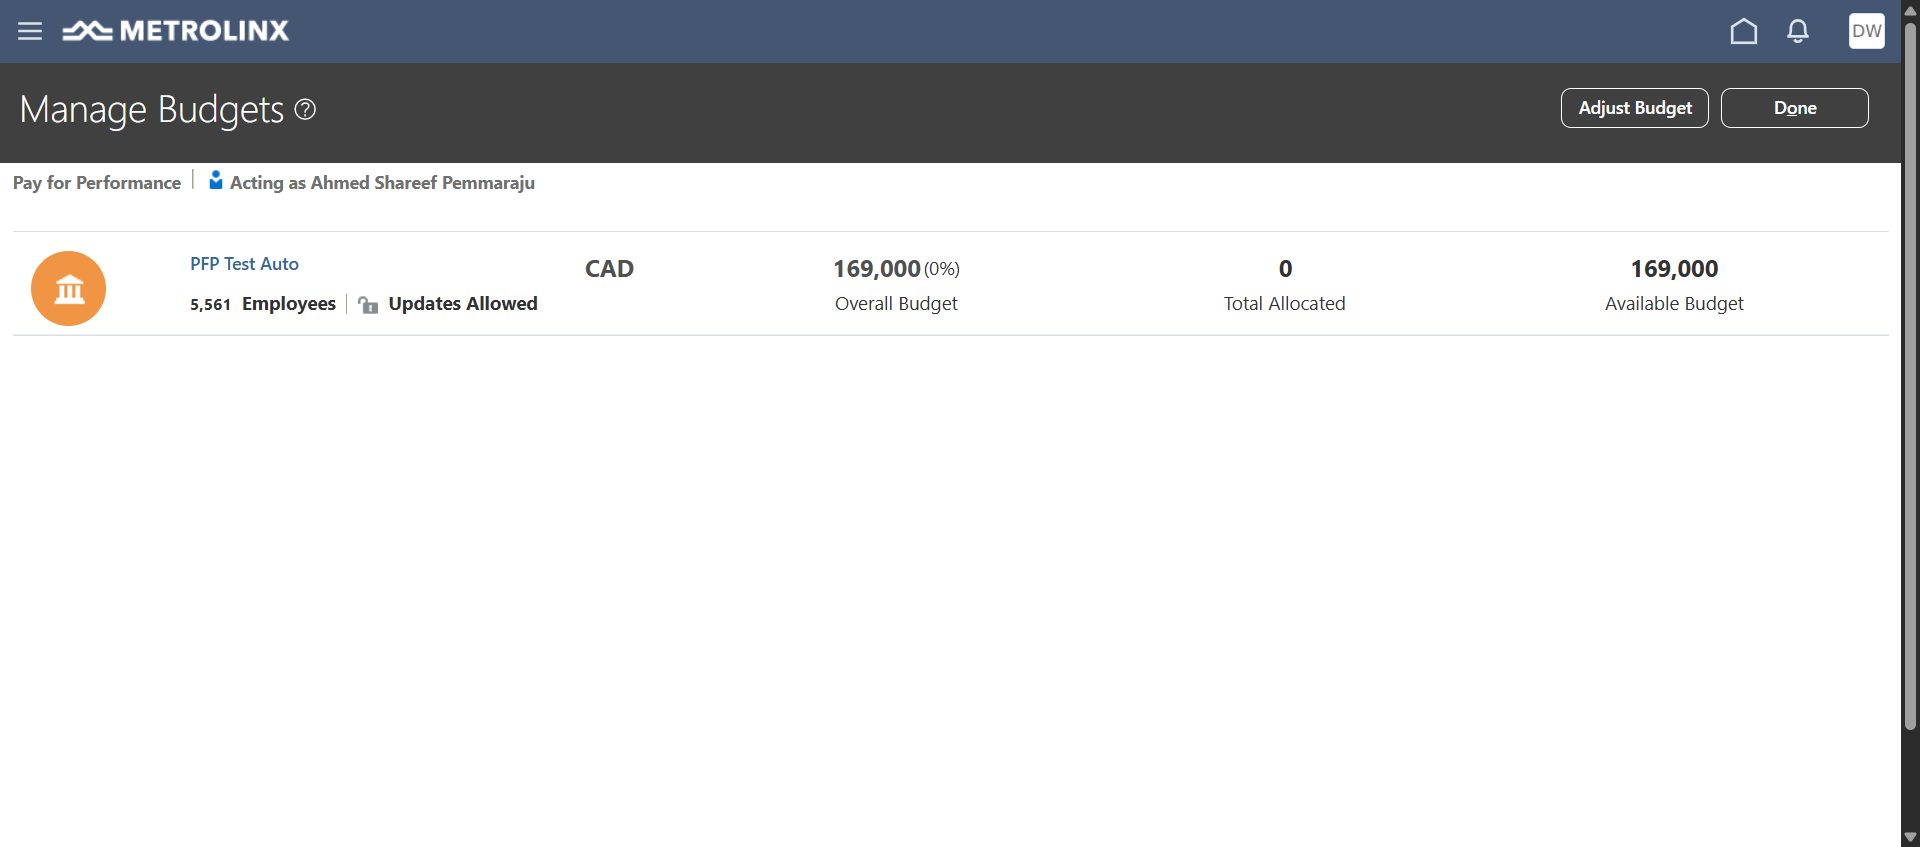 METROLINX
DW
Manage Budgets
Adjust Budget
Done
Pay for Performance
Acting as Ahmed Shareef Pemmaraju
PFP Test Auto
5,561 Employees
Updates Allowed
CAD
169,000 (0%)
Overall Budget
0
Total Allocated
169,000
Available Budget